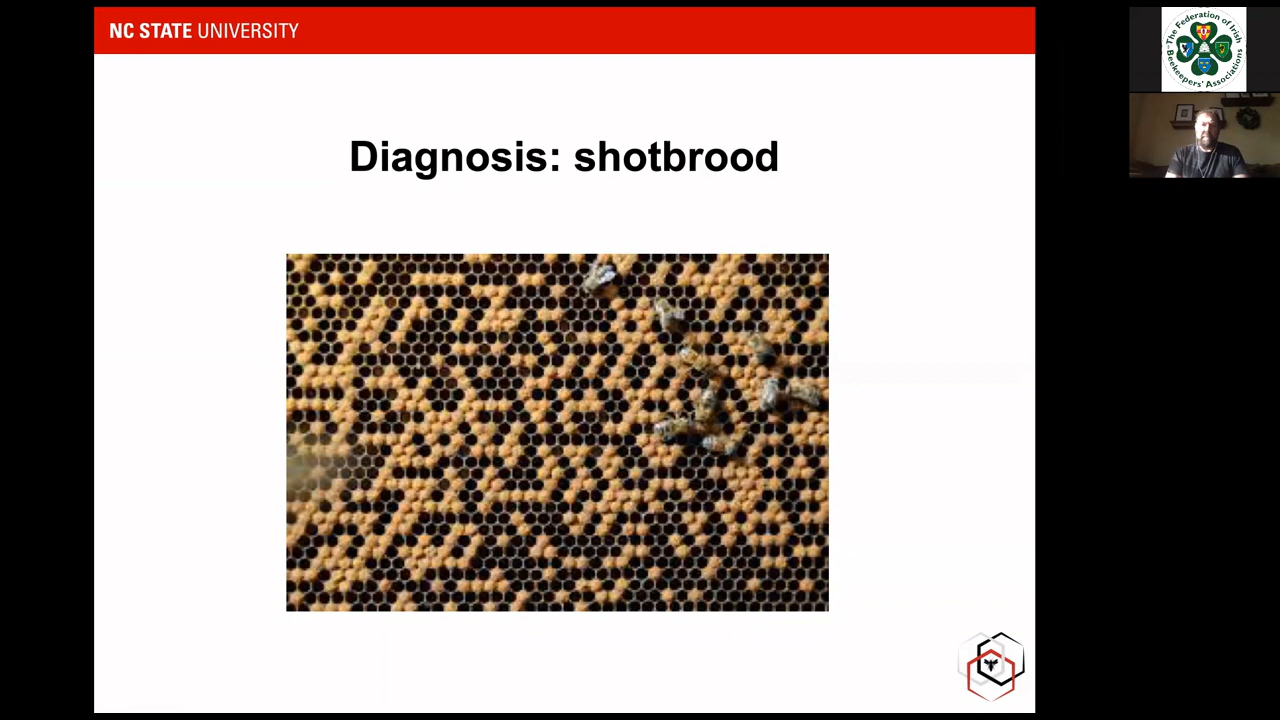 NC STATE UNIVERSITY
Diagnosis: shotbrood
The Federation of Irish
Beekeepers' Associations